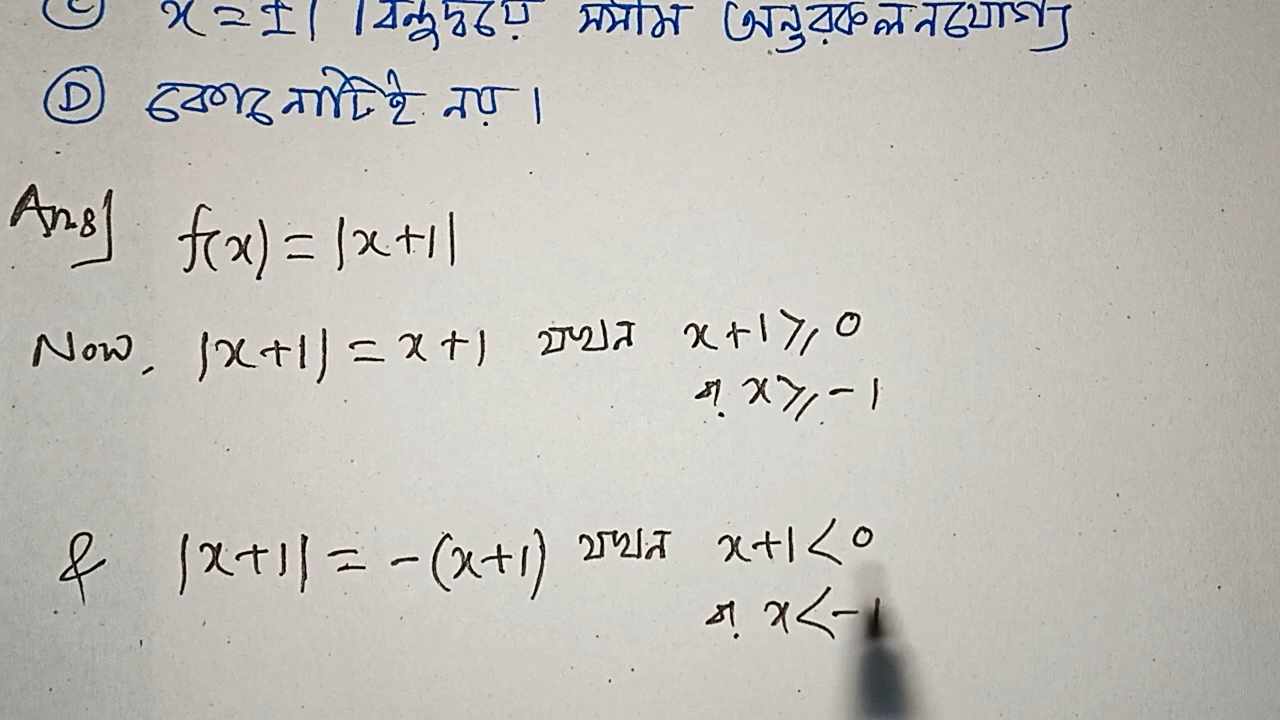 Ⓒ x = ±1 বিন্দুদ্বয়ে সসীম অন্তরকলনযোগ্য
Ⓓ কোনোটিই নয়।
Ans] f(x) = |x+1|
Now, |x+1| = x+1 যখন x+1 ≥ 0
বা, x ≥ -1
& |x+1| = -(x+1) যখন x+1 < 0
বা, x < -1